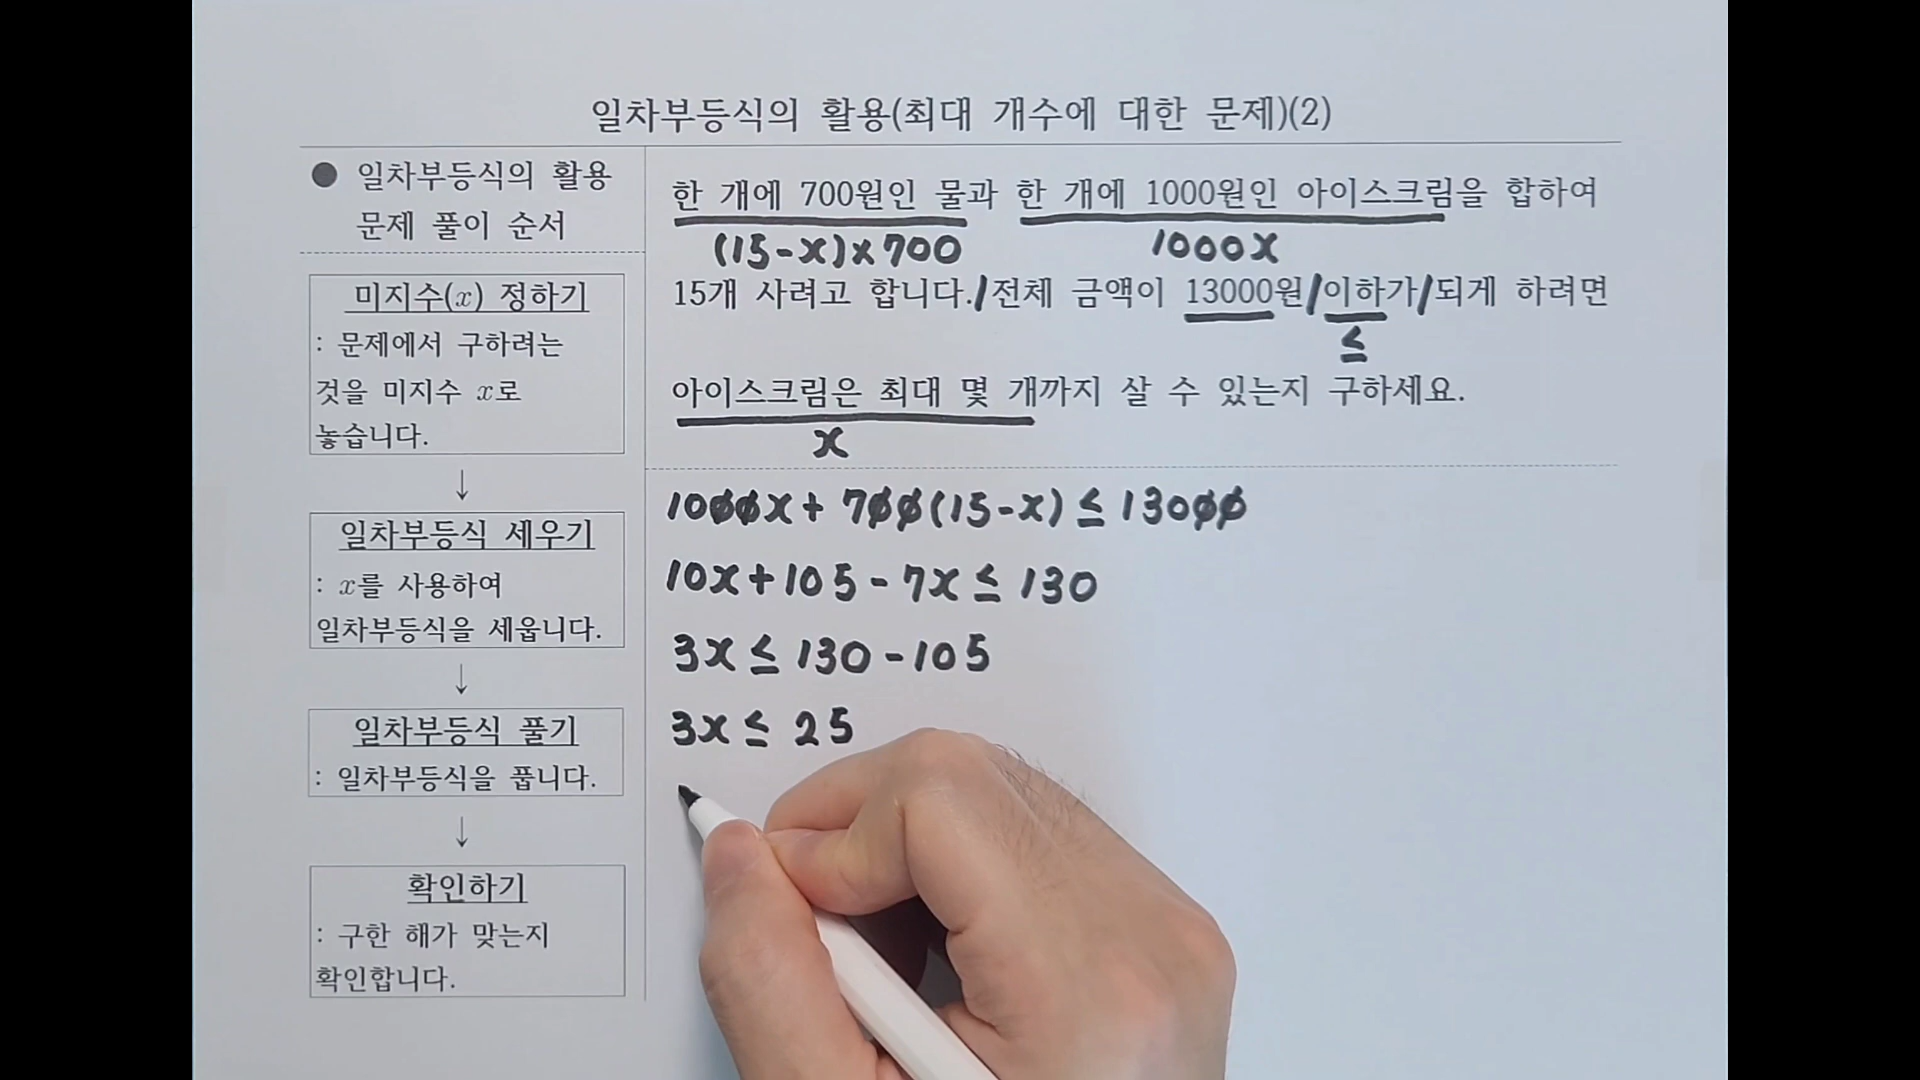 일차부등식의 활용(최대 개수에 대한 문제)(2)
● 일차부등식의 활용
문제 풀이 순서
미지수(x) 정하기
: 문제에서 구하려는
것을 미지수 x로
놓습니다.
↓
일차부등식 세우기
: x를 사용하여
일차부등식을 세웁니다.
↓
일차부등식 풀기
: 일차부등식을 풉니다.
↓
확인하기
: 구한 해가 맞는지
확인합니다.
한 개에 700원인 물과 한 개에 1000원인 아이스크림을 합하여
(15-x)×700 1000x
15개 사려고 합니다./전체 금액이 13000원/이하가/되게 하려면
≤
아이스크림은 최대 몇 개까지 살 수 있는지 구하세요.
x
1000x+700(15-x)≤13000
10x+105-7x≤130
3x≤130-105
3x≤25